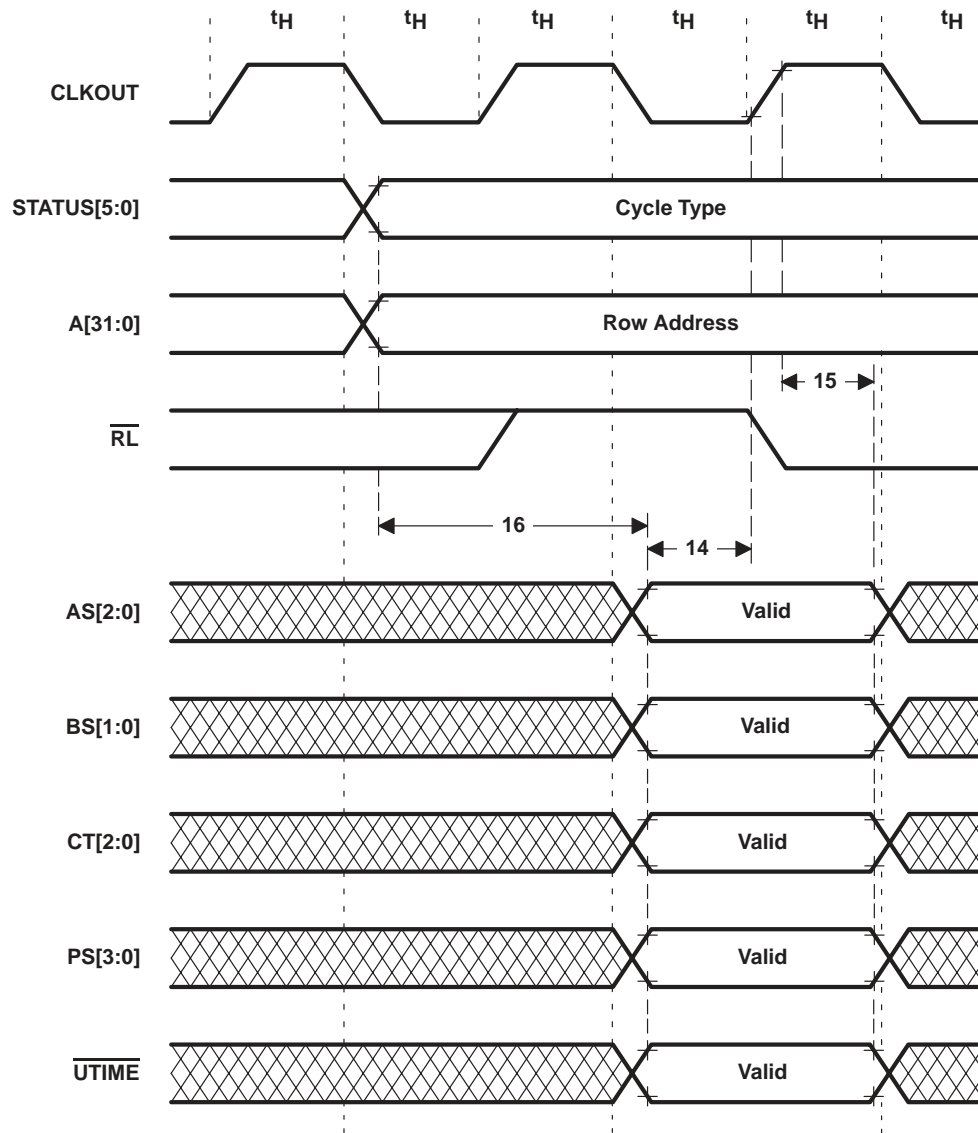 tH tH tH tH tH tH
CLKOUT
STATUS[5:0] Cycle Type
A[31:0] Row Address
15
RL
16
14
AS[2:0] Valid
BS[1:0] Valid
CT[2:0] Valid
PS[3:0] Valid
UTIME Valid